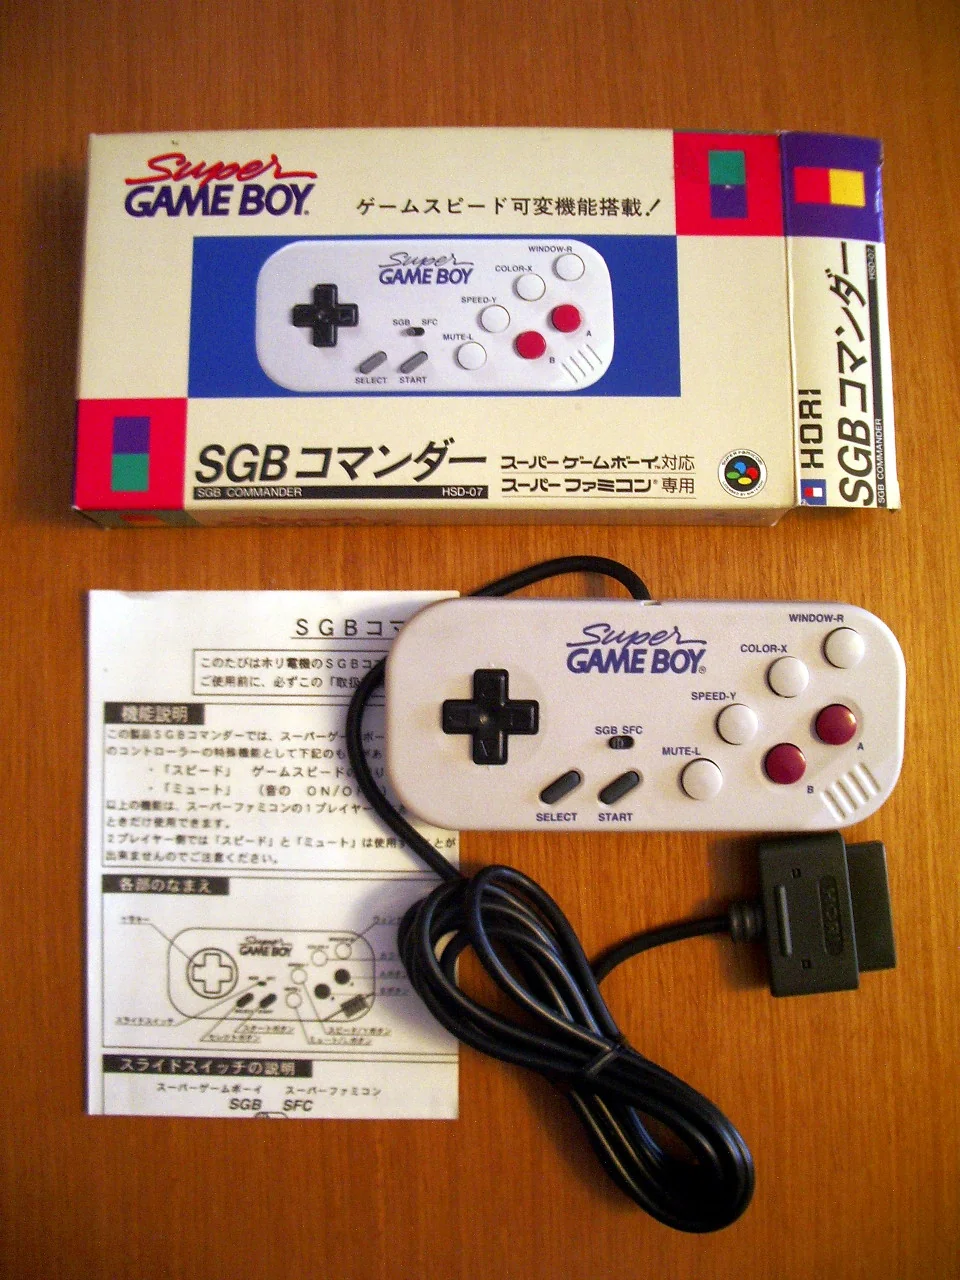 Super
GAME BOY®
ゲームスピード可変機能搭載!
Super
GAME BOY
WINDOW-R
COLOR-X
SPEED-Y
SGB SFC
MUTE-L
A
B
SELECT START
SGBコマンダー
SGB COMMANDER HSD-07
スーパーゲームボーイ™対応
スーパーファミコン®専用
HORI
SGBコマンダー
SGB COMMANDER
HSD-07
SGBコマ
このたびはホリ電機のSGBコマ
ご使用前に、必ずこの「取扱
機能説明
この製品SGBコマンダーでは、スーパーゲ
のコントローラーの特殊機能として下記のも
・「スピード」 ゲームスピードの
・「ミュート」 (音の ON/OF
以上の機能は、スーパーファミコンの1プレイヤー
ときだけ使用できます。
2プレイヤー側では「スピード」と「ミュート」は使用す
出来ませんのでご注意ください。
各部のなまえ
Super
GAME BOY
スライドスイッチ
セレクトボタン
スタートボタン
スピード/Yボタン
ミュート/Lボタン
スライドスイッチの説明
スーパーゲームボーイ スーパーファミコン
SGB SFC
Super
GAME BOY®
WINDOW-R
COLOR-X
SPEED-Y
SGB SFC
MUTE-L
A
B
SELECT START
HORI